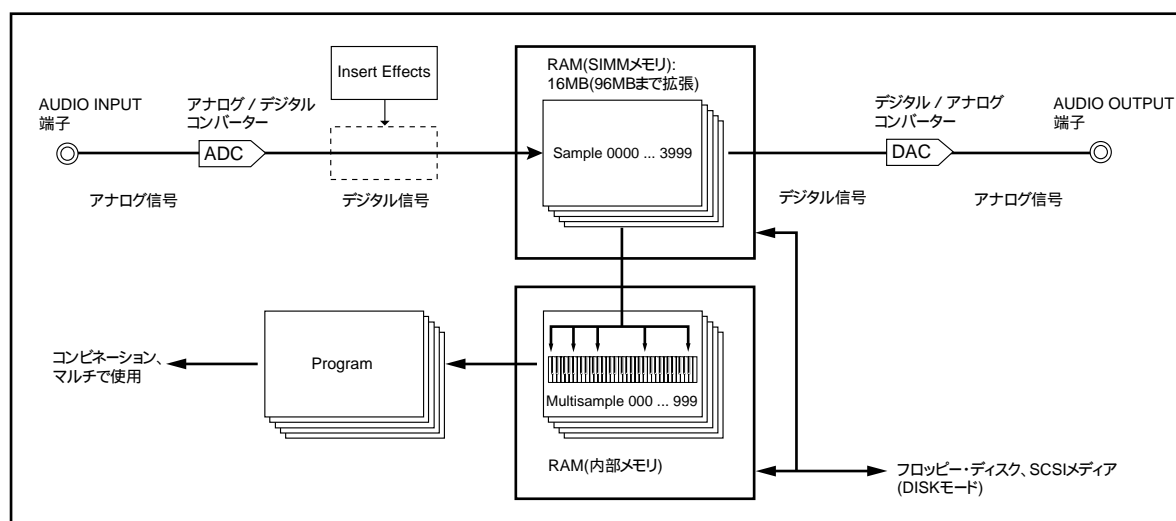 Insert Effects
RAM(SIMMメモリ):
16MB(96MBまで拡張)
AUDIO INPUT
端子
アナログ / デジタル
コンバーター
ADC
Sample 0000 ... 3999
デジタル / アナログ
コンバーター
DAC
AUDIO OUTPUT
端子
アナログ信号
デジタル信号
デジタル信号
アナログ信号
コンビネーション、
マルチで使用
Program
Multisample 000 ... 999
RAM(内部メモリ)
フロッピー・ディスク、SCSIメディア
(DISKモード)